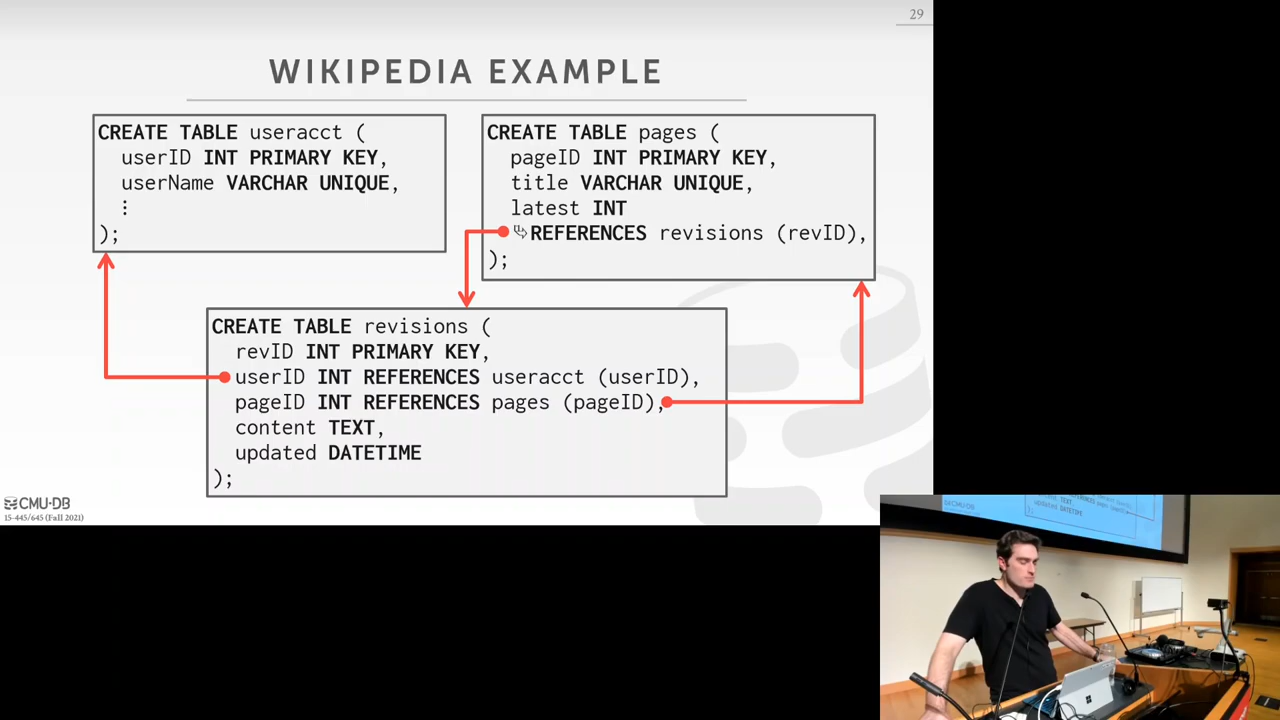 29
WIKIPEDIA EXAMPLE
CREATE TABLE useracct (
userID INT PRIMARY KEY,
userName VARCHAR UNIQUE,
⋮
);
CREATE TABLE pages (
pageID INT PRIMARY KEY,
title VARCHAR UNIQUE,
latest INT
↳REFERENCES revisions (revID),
);
CREATE TABLE revisions (
revID INT PRIMARY KEY,
userID INT REFERENCES useracct (userID),
pageID INT REFERENCES pages (pageID),
content TEXT,
updated DATETIME
);
CMU·DB
15-445/645 (Fall 2021)
updated DATETIME